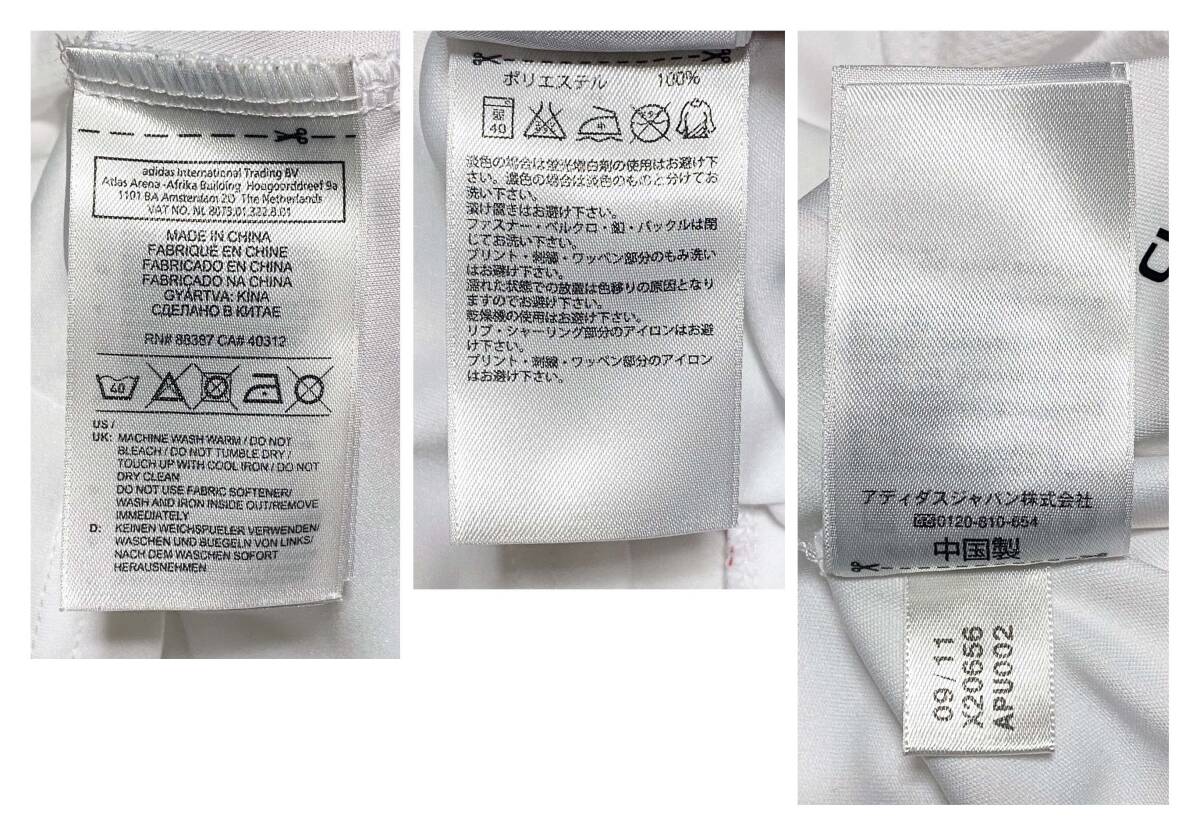 adidas International Trading BV
Atlas Arena -Afrika Building Hoogoorddreef 9a
1101 BA Amsterdam ZO The Netherlands
VAT NO. NL 8073.01.322.B.01
MADE IN CHINA
FABRIQUÉ EN CHINE
FABRICADO EN CHINA
FABRICADO NA CHINA
GYÁRTVA: KÍNA
СДЕЛАНО В КИТАЕ
RN# 88387 CA# 40312
40
US /
UK: MACHINE WASH WARM / DO NOT
BLEACH / DO NOT TUMBLE DRY /
TOUCH UP WITH COOL IRON / DO NOT
DRY CLEAN
DO NOT USE FABRIC SOFTENER/
WASH AND IRON INSIDE OUT/REMOVE
IMMEDIATELY
D: KEINEN WEICHSPUELER VERWENDEN/
WASCHEN UND BUEGELN VON LINKS/
NACH DEM WASCHEN SOFORT
HERAUSNEHMEN
ポリエステル 100%
弱
40
淡色の場合は蛍光増白剤の使用はお避け下
さい。濃色の場合は淡色のものと分けてお
洗い下さい。
漬け置きはお避け下さい。
ファスナー・ベルクロ・釦・バックルは閉
じてお洗い下さい。
プリント・刺繍・ワッペン部分のもみ洗い
はお避け下さい。
濡れた状態での放置は色移りの原因となり
ますのでお避け下さい。
乾燥機の使用はお避け下さい。
リブ・シャーリング部分のアイロンはお避
け下さい。
プリント・刺繍・ワッペン部分のアイロン
はお避け下さい。
アディダスジャパン株式会社
0120-810-654
中国製
09/11
X20656
APU002